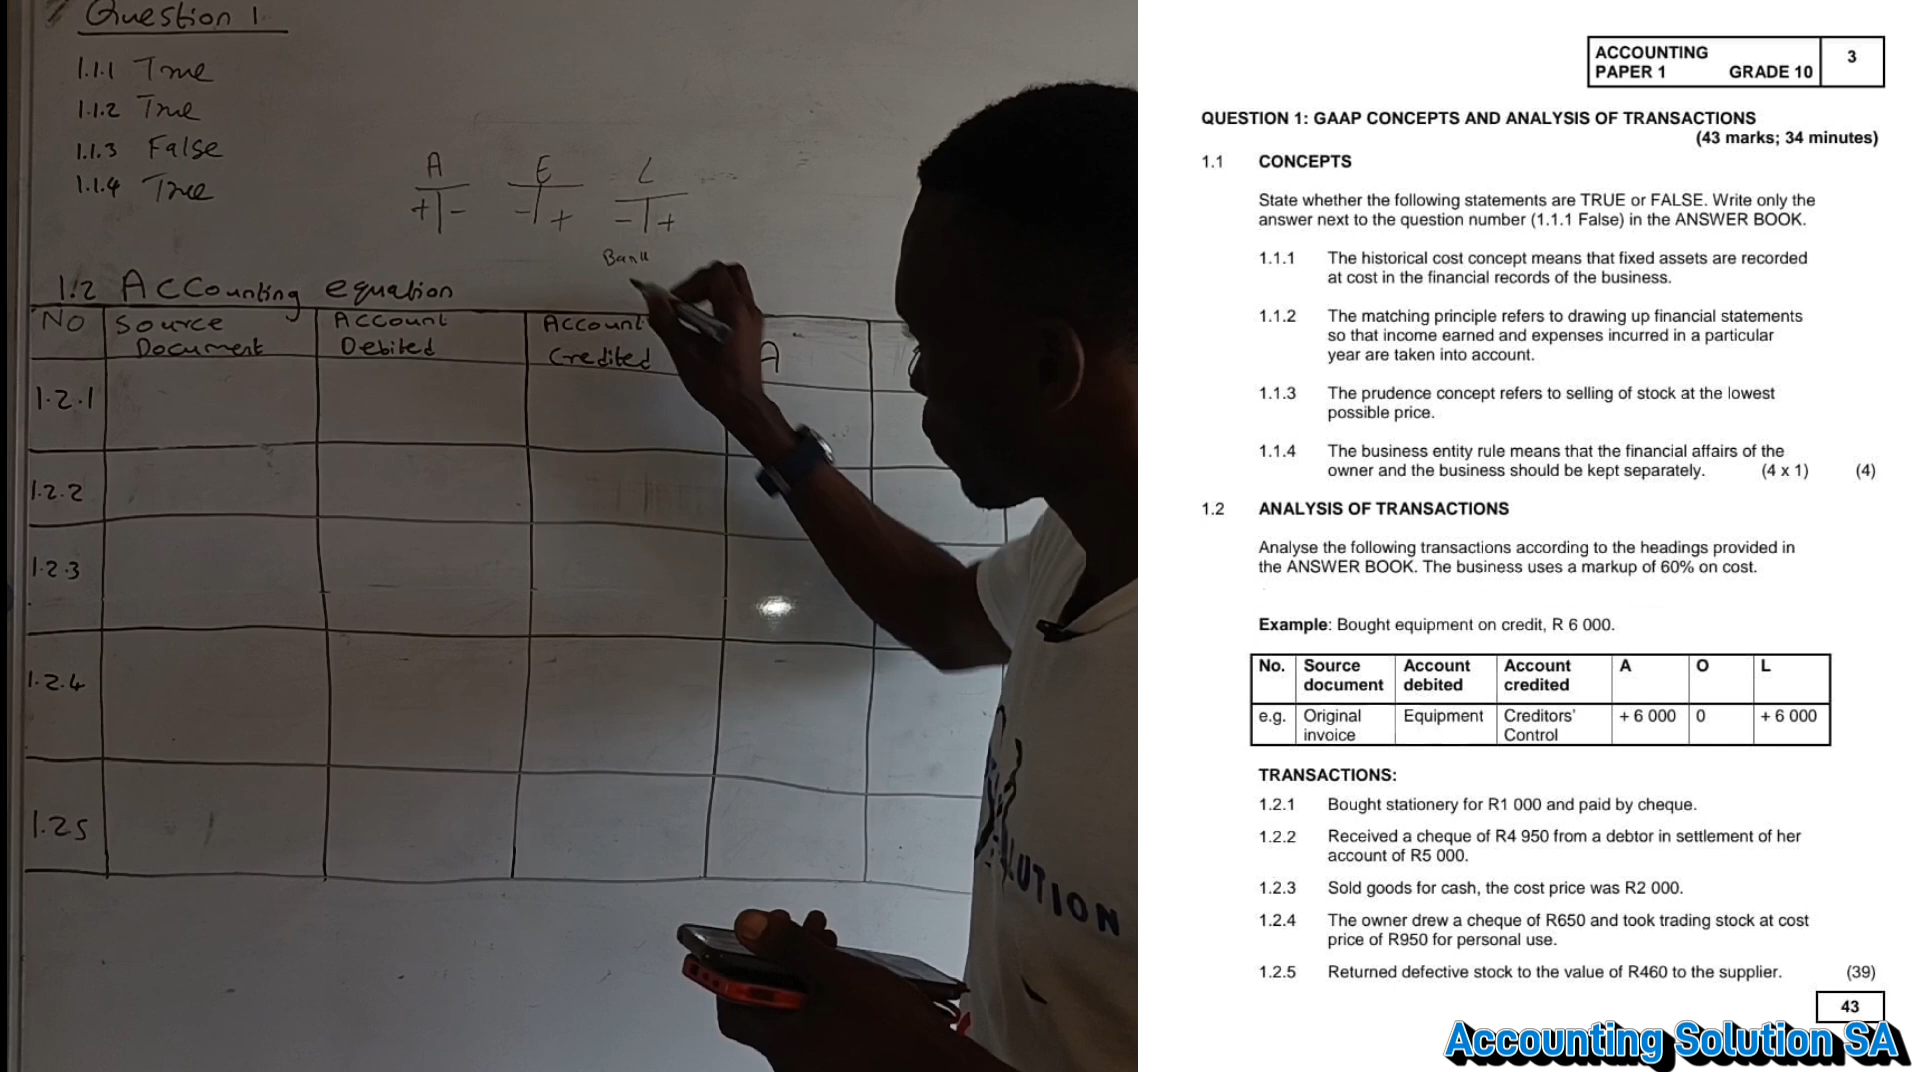 Question 1
1.1.1 True
1.1.2 True
1.1.3 False
1.1.4 True
A E L
+ - - + - +
Bank
1.2 Accounting equation
No Source Document Account Debited Account Credited A
1.2.1
1.2.2
1.2.3
1.2.4
1.2.5
LUTION
ACCOUNTING
PAPER 1 GRADE 10
3
QUESTION 1: GAAP CONCEPTS AND ANALYSIS OF TRANSACTIONS
(43 marks; 34 minutes)
1.1 CONCEPTS
State whether the following statements are TRUE or FALSE. Write only the
answer next to the question number (1.1.1 False) in the ANSWER BOOK.
1.1.1 The historical cost concept means that fixed assets are recorded
at cost in the financial records of the business.
1.1.2 The matching principle refers to drawing up financial statements
so that income earned and expenses incurred in a particular
year are taken into account.
1.1.3 The prudence concept refers to selling of stock at the lowest
possible price.
1.1.4 The business entity rule means that the financial affairs of the
owner and the business should be kept separately. (4 x 1) (4)
1.2 ANALYSIS OF TRANSACTIONS
Analyse the following transactions according to the headings provided in
the ANSWER BOOK. The business uses a markup of 60% on cost.
Example: Bought equipment on credit, R 6 000.
No. Source document Account debited Account credited A O L
e.g. Original invoice Equipment Creditors' Control + 6 000 0 + 6 000
TRANSACTIONS:
1.2.1 Bought stationery for R1 000 and paid by cheque.
1.2.2 Received a cheque of R4 950 from a debtor in settlement of her
account of R5 000.
1.2.3 Sold goods for cash, the cost price was R2 000.
1.2.4 The owner drew a cheque of R650 and took trading stock at cost
price of R950 for personal use.
1.2.5 Returned defective stock to the value of R460 to the supplier. (39)
43
Accounting Solution SA